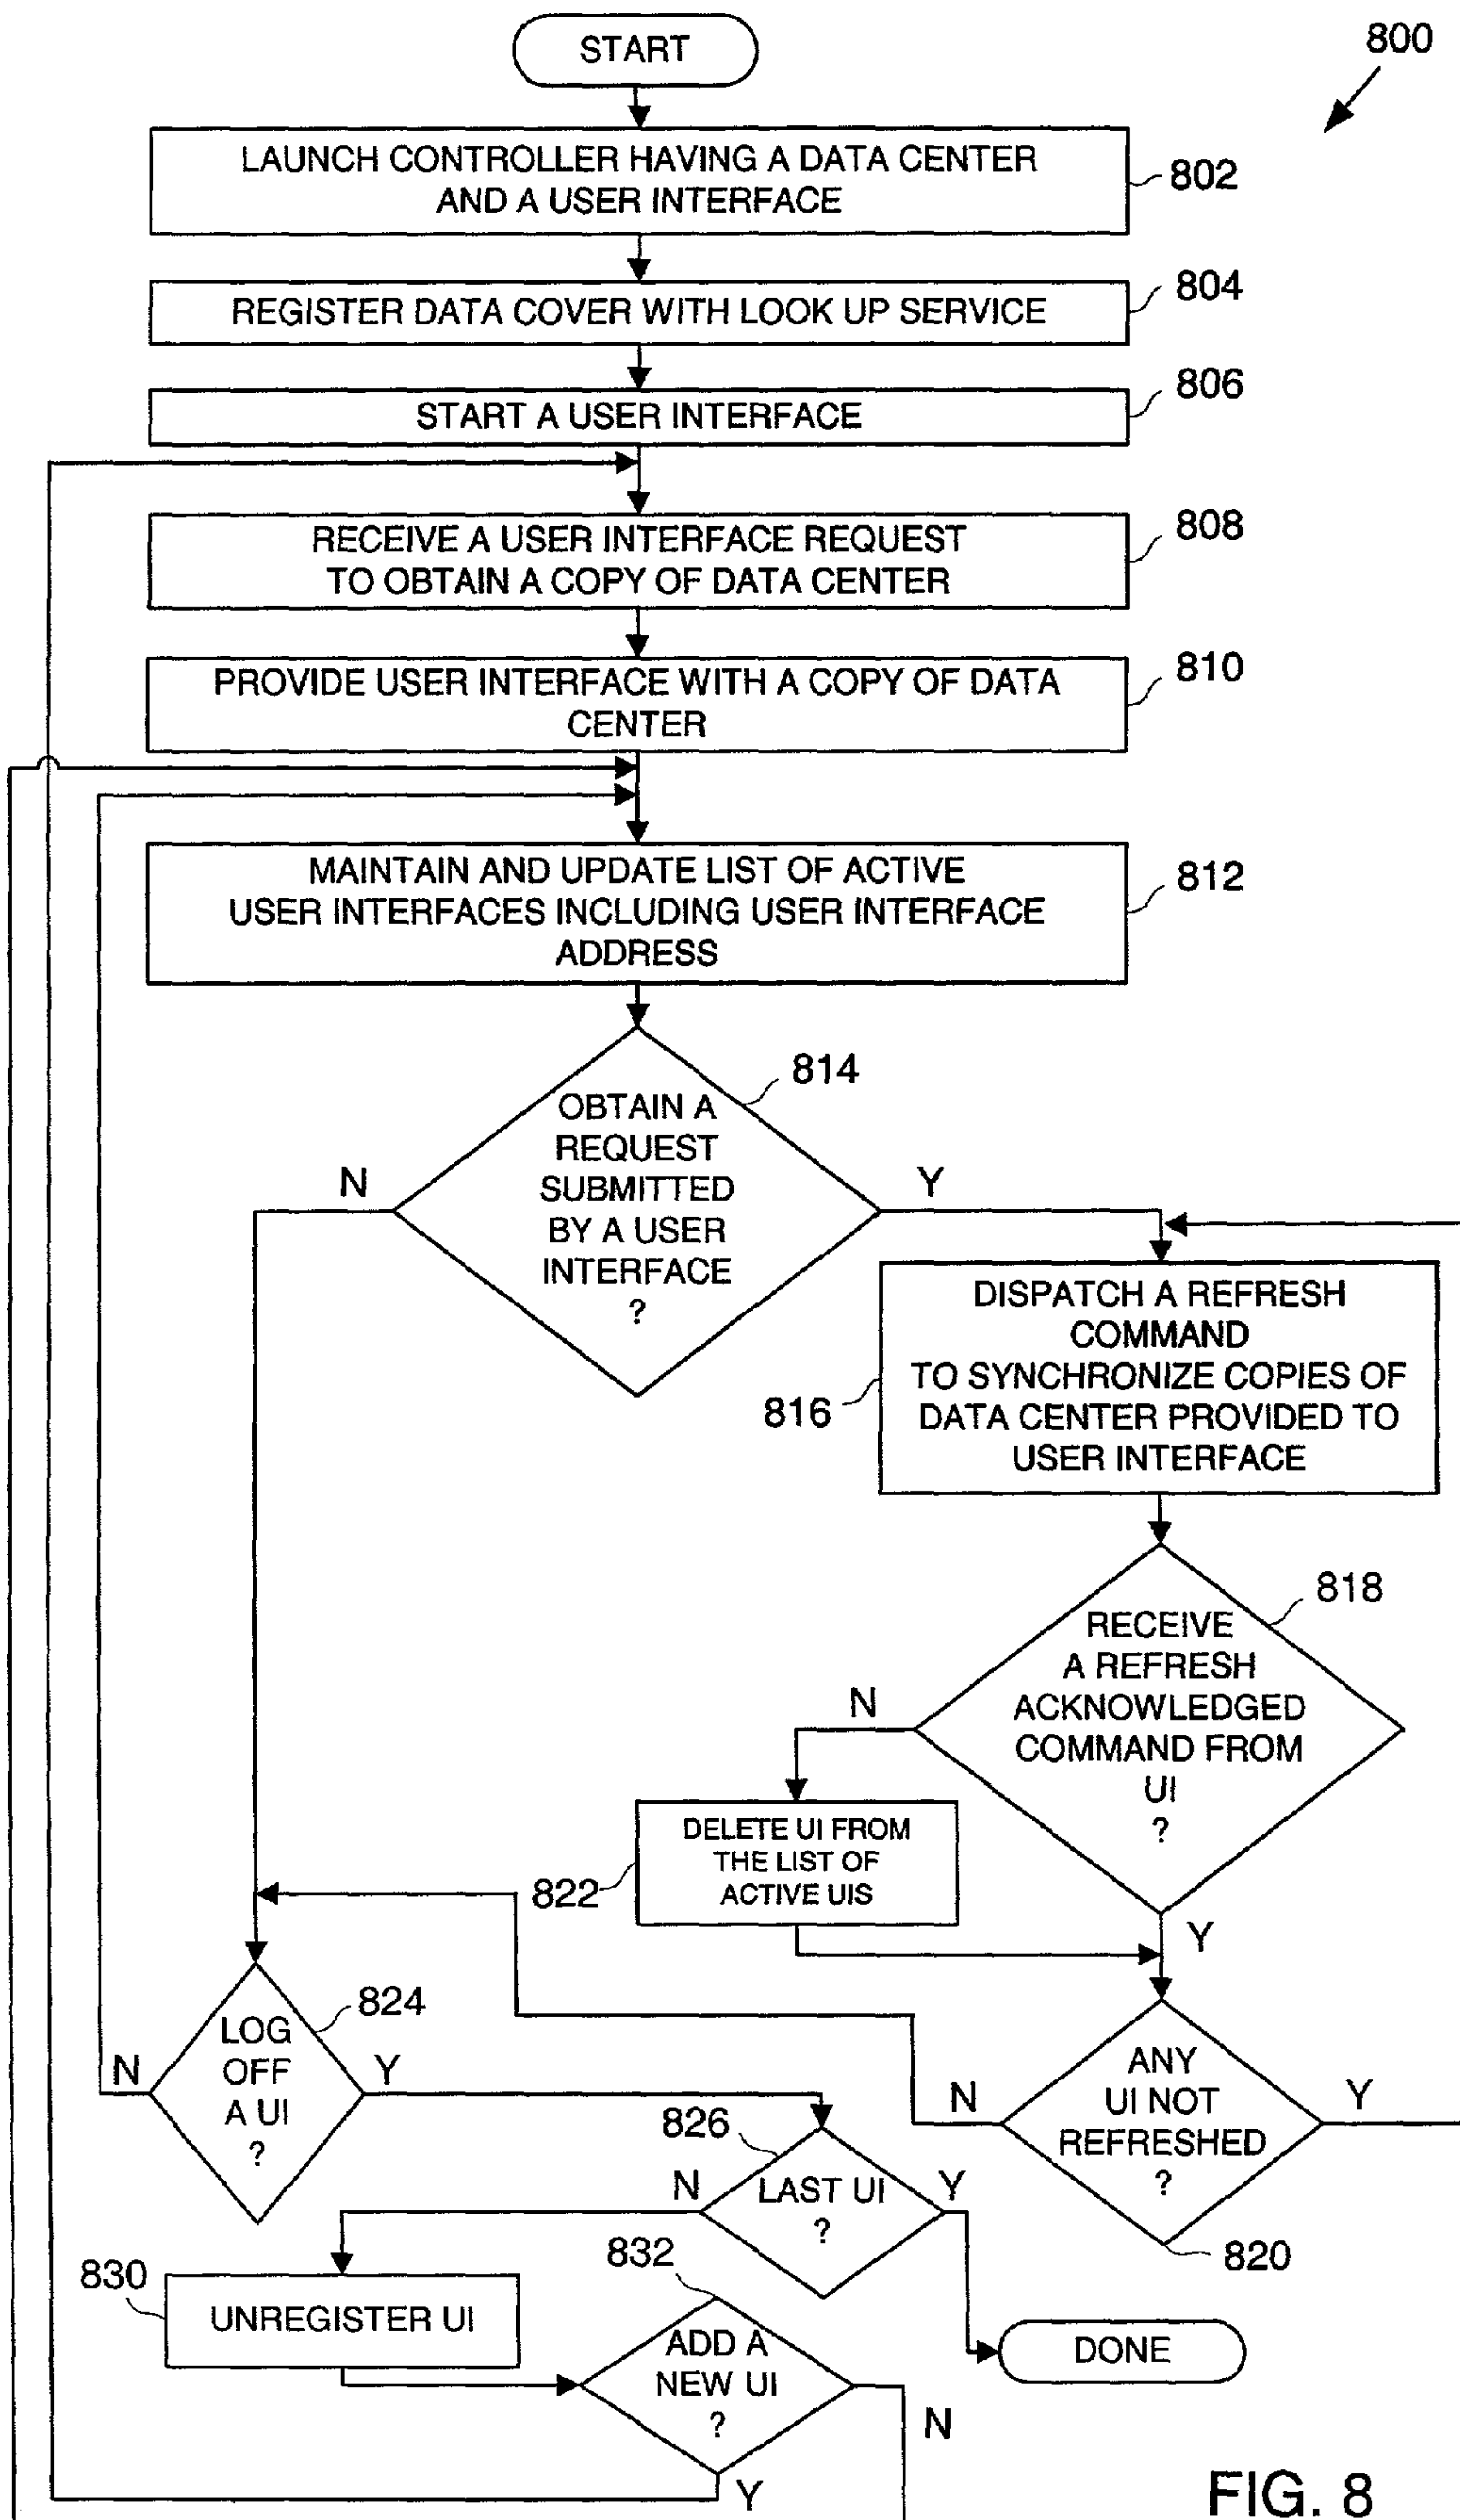 START
800
LAUNCH CONTROLLER HAVING A DATA CENTER
AND A USER INTERFACE
802
REGISTER DATA COVER WITH LOOK UP SERVICE
804
START A USER INTERFACE
806
RECEIVE A USER INTERFACE REQUEST
TO OBTAIN A COPY OF DATA CENTER
808
PROVIDE USER INTERFACE WITH A COPY OF DATA
CENTER
810
MAINTAIN AND UPDATE LIST OF ACTIVE
USER INTERFACES INCLUDING USER INTERFACE
ADDRESS
812
814
OBTAIN A
REQUEST
SUBMITTED
BY A USER
INTERFACE
?
N
Y
DISPATCH A REFRESH
COMMAND
TO SYNCHRONIZE COPIES OF
DATA CENTER PROVIDED TO
USER INTERFACE
816
818
RECEIVE
A REFRESH
ACKNOWLEDGED
COMMAND FROM
UI
?
N
Y
DELETE UI FROM
THE LIST OF
ACTIVE UIS
822
824
LOG
OFF
A UI
?
N
Y
ANY
UI NOT
REFRESHED
?
N
Y
820
826
LAST UI
?
N
Y
830
UNREGISTER UI
832
ADD A
NEW UI
?
N
Y
DONE
FIG. 8